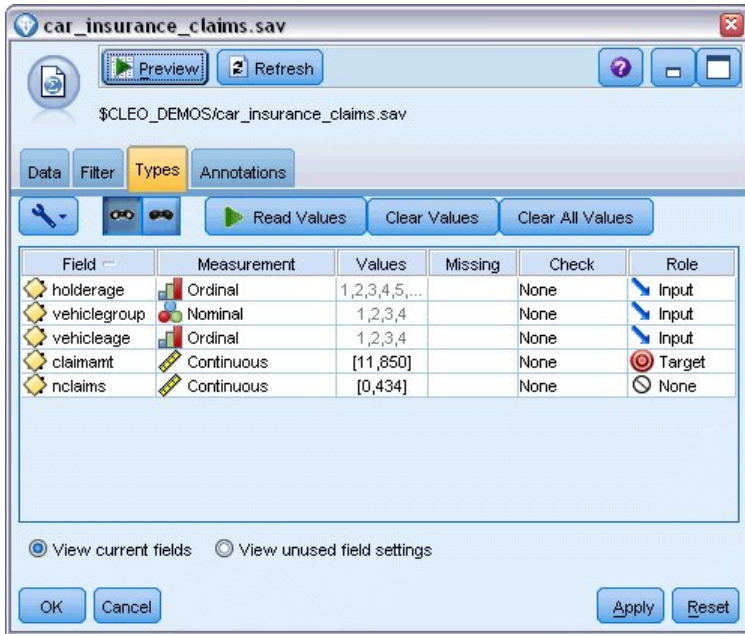 car_insurance_claims.sav
Preview Refresh
$CLEO_DEMOS/car_insurance_claims.sav
Data Filter Types Annotations
Read Values Clear Values Clear All Values
Field Measurement Values Missing Check Role
holderage Ordinal 1,2,3,4,5,... None Input
vehiclegroup Nominal 1,2,3,4 None Input
vehicleage Ordinal 1,2,3,4 None Input
claimamt Continuous [11,850] None Target
nclaims Continuous [0,434] None None
View current fields View unused field settings
OK Cancel Apply Reset